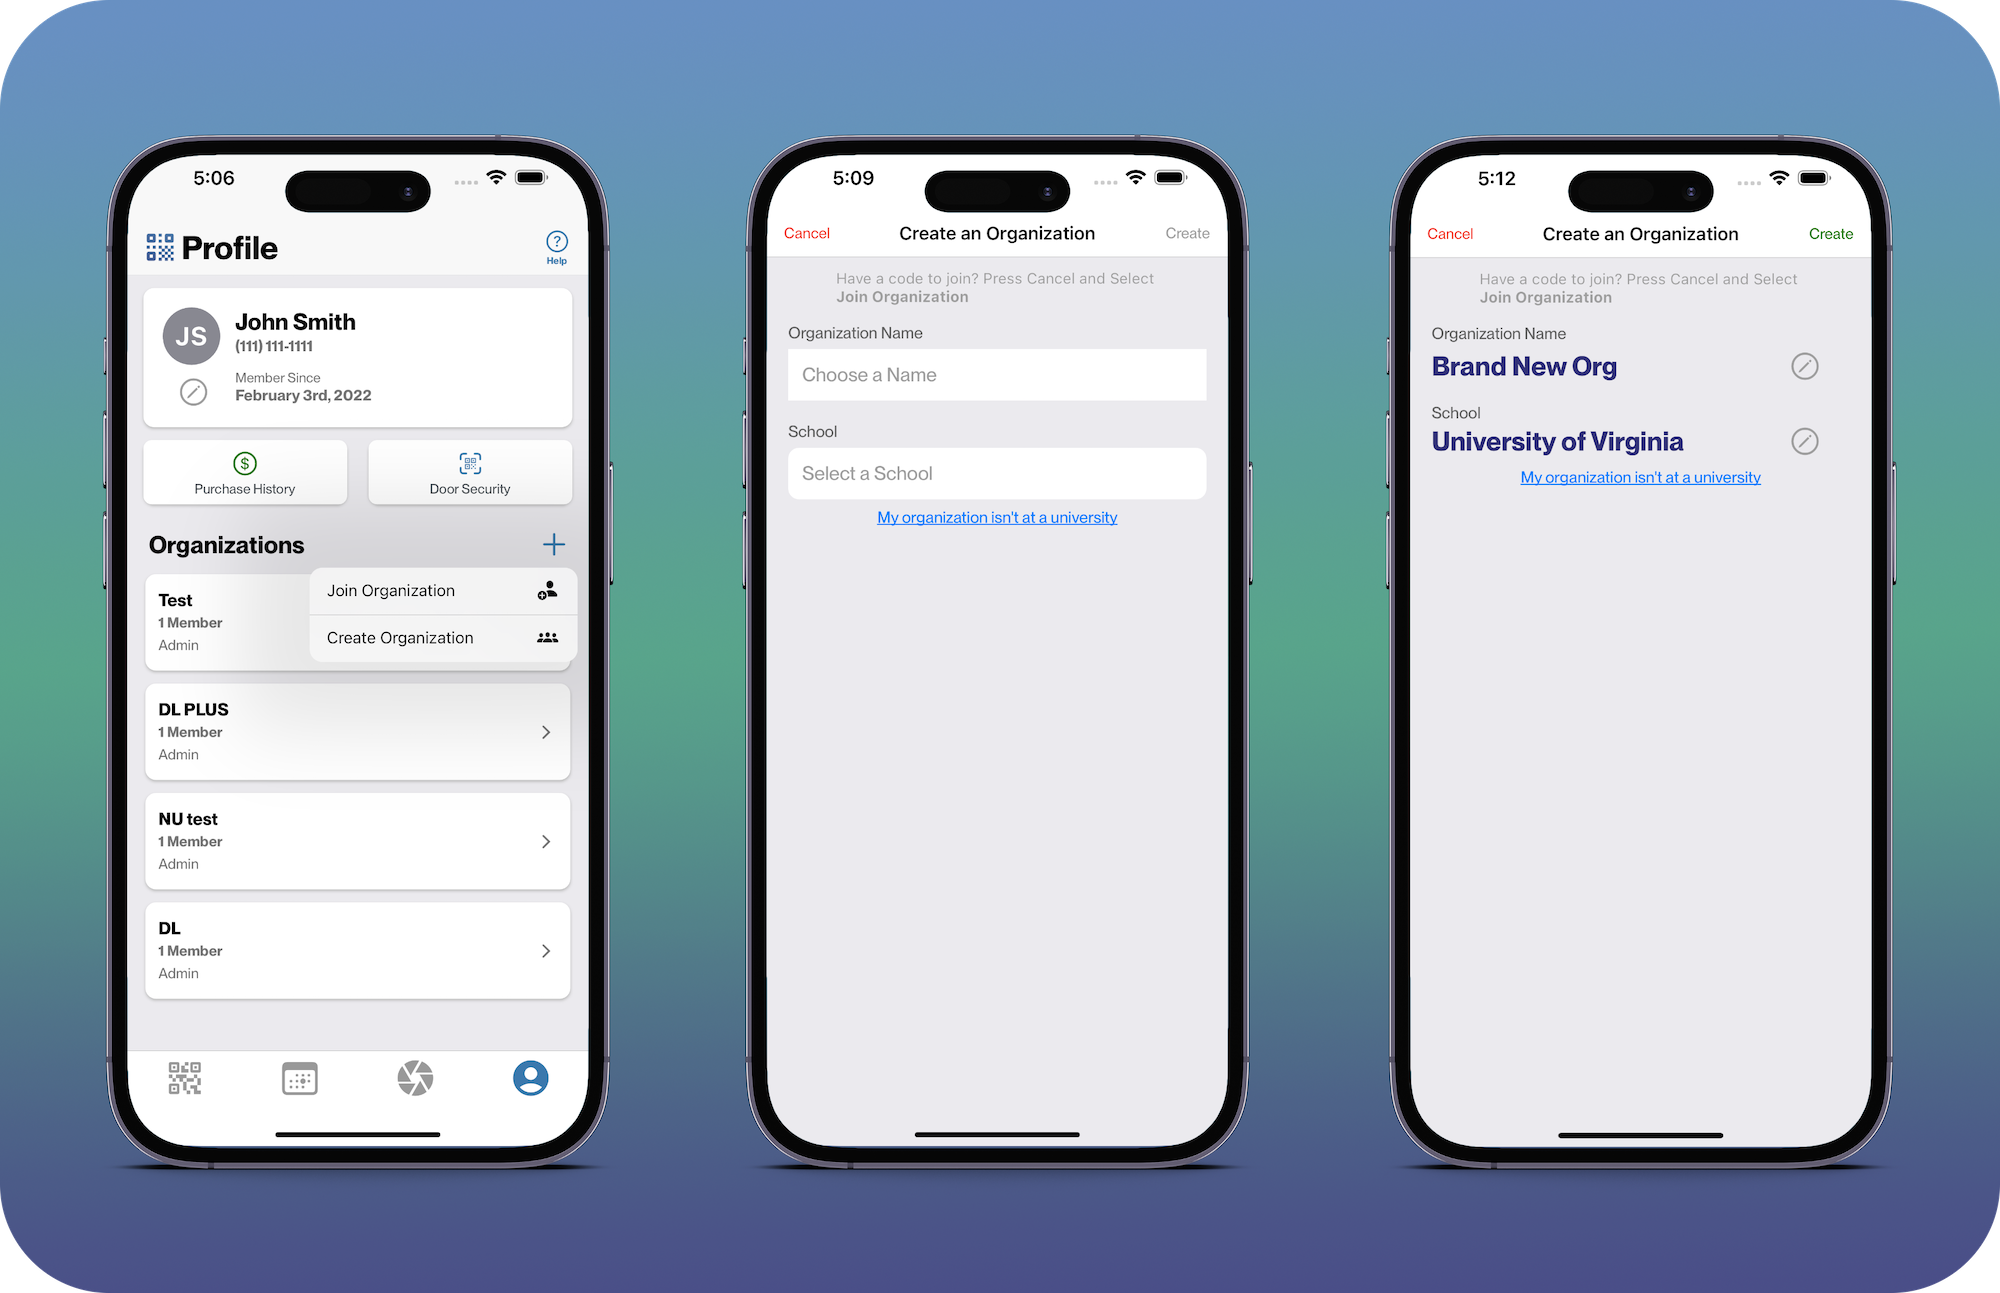 5:06
Profile
Help
JS
John Smith
(111) 111-1111
Member Since
February 3rd, 2022
Purchase History
Door Security
Organizations
Join Organization
Create Organization
Test
1 Member
Admin
DL PLUS
1 Member
Admin
NU test
1 Member
Admin
DL
1 Member
Admin
5:09
Cancel
Create an Organization
Create
Have a code to join? Press Cancel and Select
Join Organization
Organization Name
Choose a Name
School
Select a School
My organization isn't at a university
5:12
Cancel
Create an Organization
Create
Have a code to join? Press Cancel and Select
Join Organization
Organization Name
Brand New Org
School
University of Virginia
My organization isn't at a university